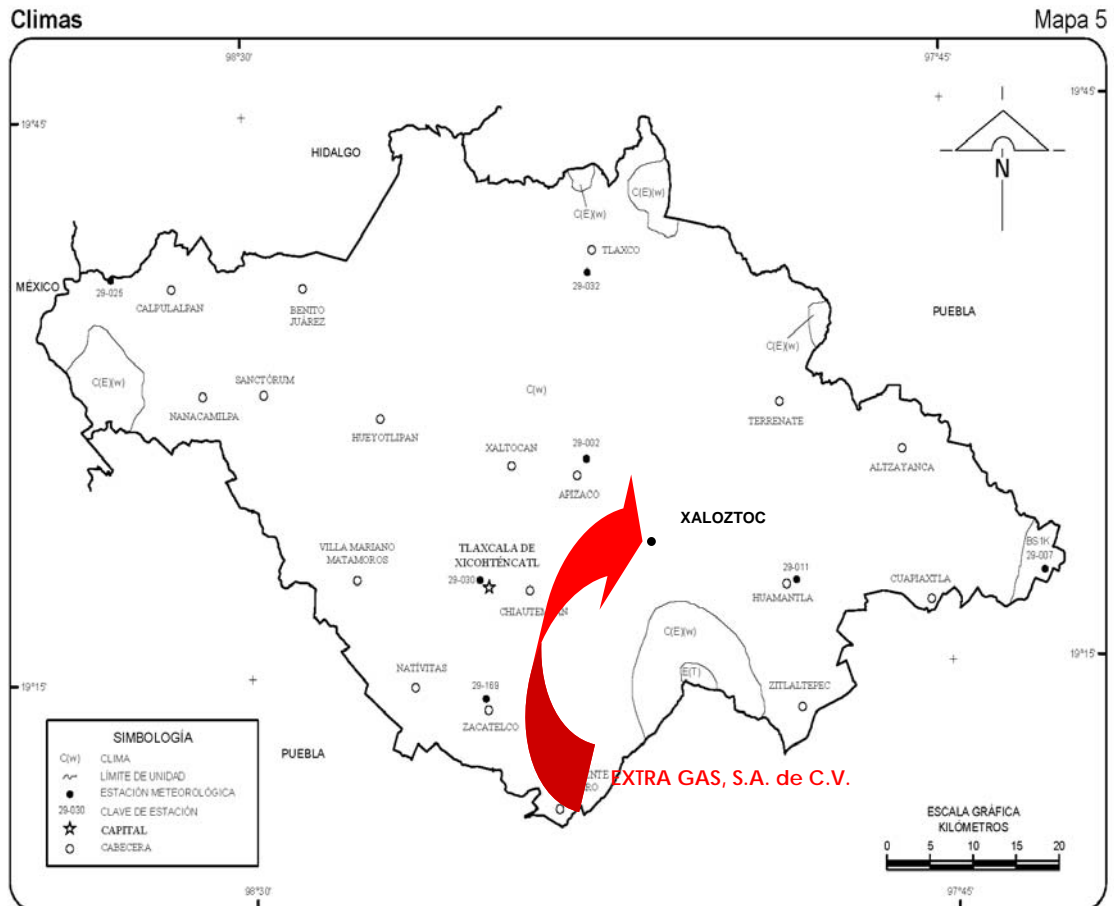 Climas
Mapa 5
98°30'
97°45'
19°45'
19°45'
HIDALGO
N
C(E)(w)
C(E)(w)
TLAXCO
29-032
MÉXICO
29-025
CALPULALPAN
BENITO
JUÁREZ
PUEBLA
C(E)(w)
C(E)(w)
SANCTÓRUM
NANACAMILPA
C(w)
HUEYOTLIPAN
TERRENATE
XALTOCAN
29-002
APIZACO
ALTZAYANCA
XALOZTOC
VILLA MARIANO
MATAMOROS
TLAXCALA DE
XICOHTÉNCATL
29-030
CHIAUTEMPAN
29-011
HUAMANTLA
CUAPIAXTLA
BS1K
29-007
C(E)(w)
E(T)
NATÍVITAS
ZITLALTEPEC
19°15'
19°15'
29-169
ZACATELCO
PUEBLA
EXTRA GAS, S.A. de C.V.
SIMBOLOGÍA
C(w) CLIMA
LÍMITE DE UNIDAD
ESTACIÓN METEOROLÓGICA
29-030 CLAVE DE ESTACIÓN
CAPITAL
CABECERA
ESCALA GRÁFICA
KILÓMETROS
0 5 10 15 20
98°30'
97°45'